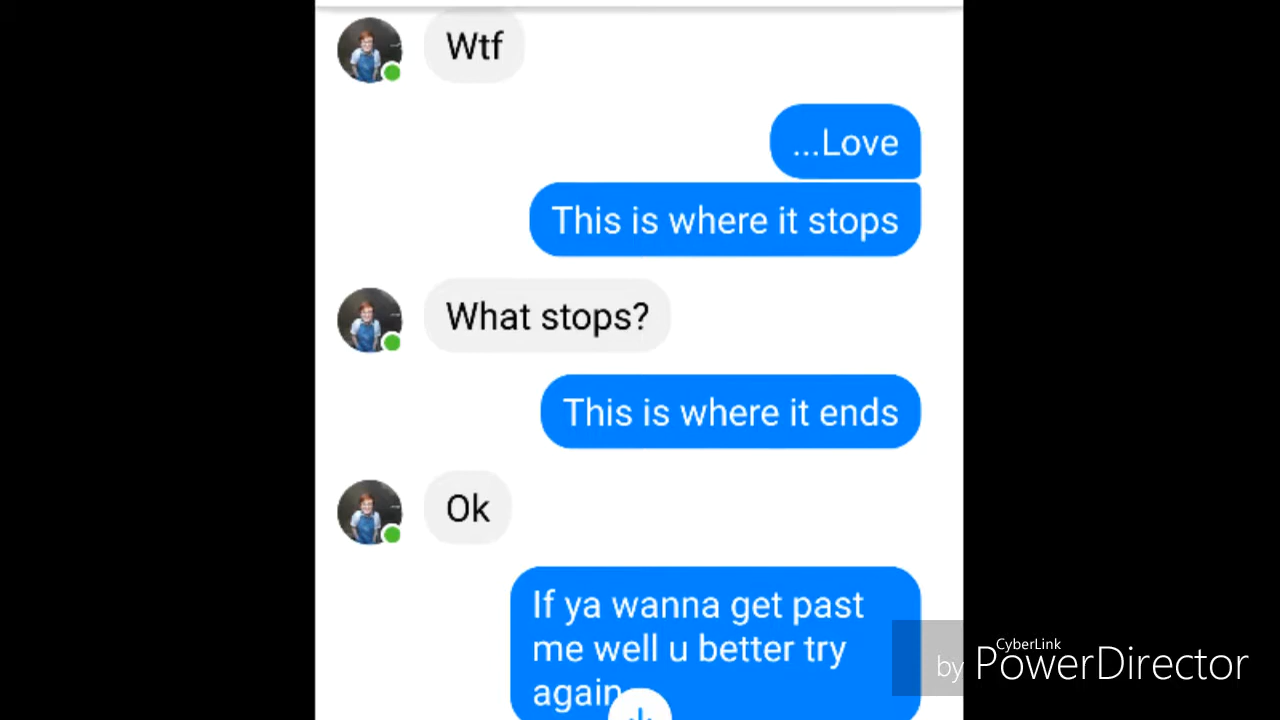 Wtf
...Love
This is where it stops
What stops?
This is where it ends
Ok
If ya wanna get past
me well u better try
again
CyberLink
by PowerDirector